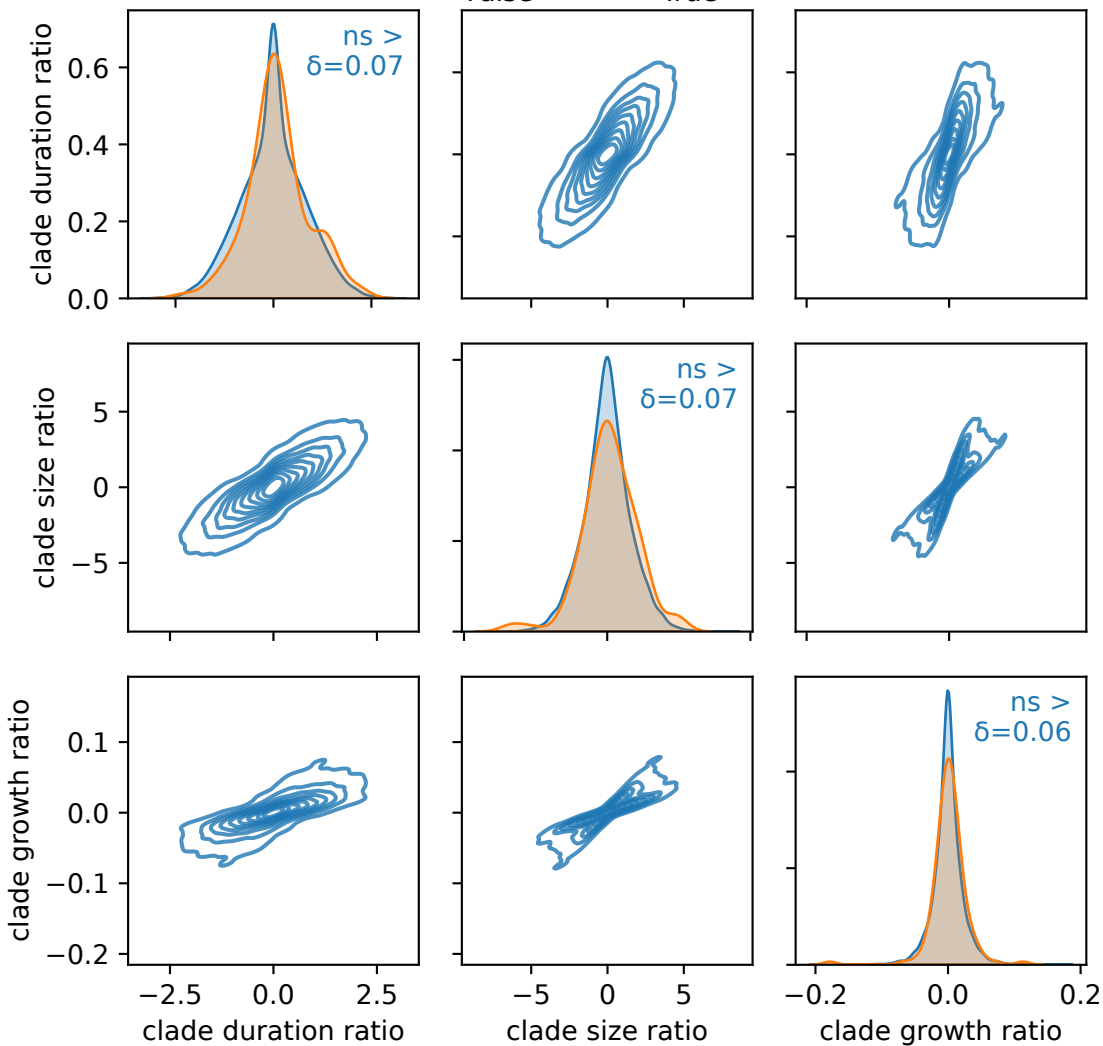 clade duration ratio
0.6
0.4
0.2
0.0
ns >
δ=0.07
clade size ratio
5
0
−5
ns >
δ=0.07
clade growth ratio
0.1
0.0
−0.1
−0.2
ns >
δ=0.06
−2.5 0.0 2.5
−5 0 5
−0.2 0.0 0.2
clade duration ratio
clade size ratio
clade growth ratio